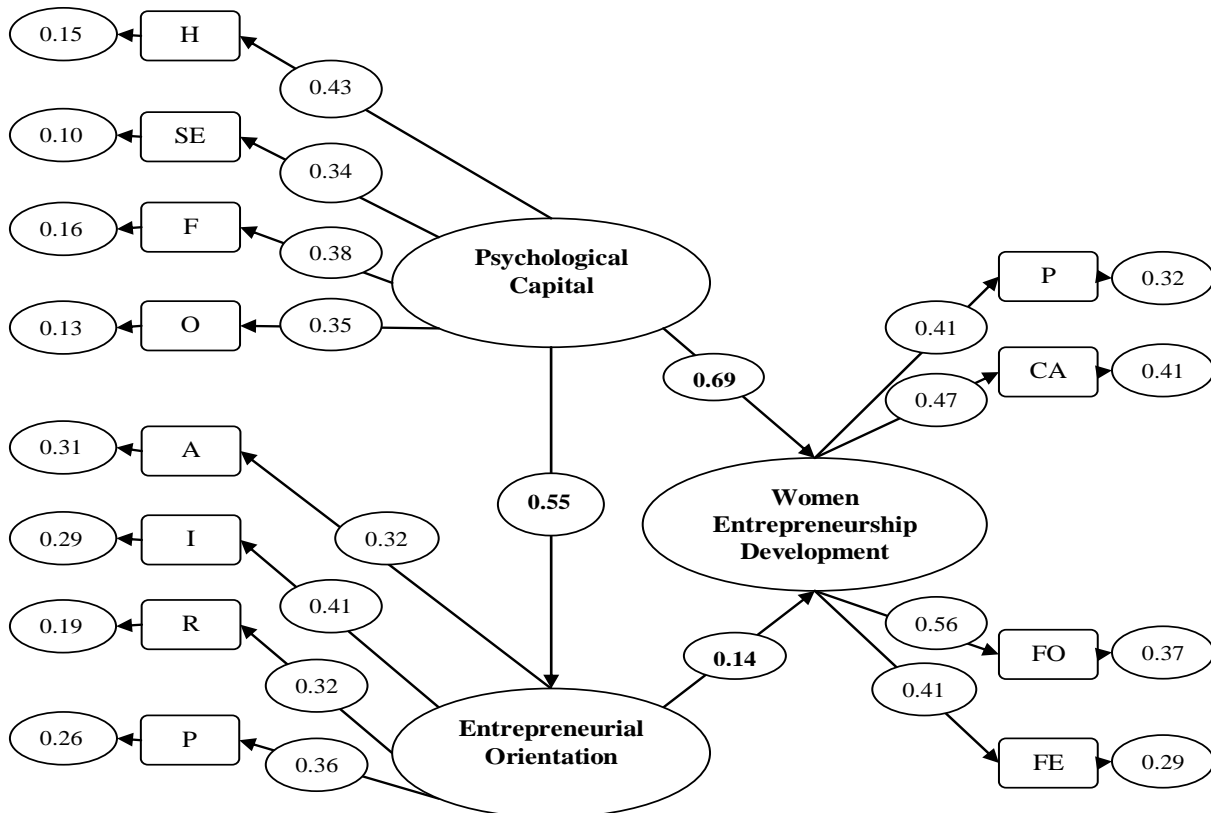 0.15
H
0.43
0.10
SE
0.34
0.16
F
0.38
0.13
O
0.35
Psychological
Capital
P
0.32
0.41
CA
0.41
0.47
0.69
0.31
A
0.32
0.55
Women
Entrepreneurship
Development
0.29
I
0.41
0.19
R
0.32
0.26
P
0.36
Entrepreneurial
Orientation
0.14
0.56
FO
0.37
0.41
FE
0.29